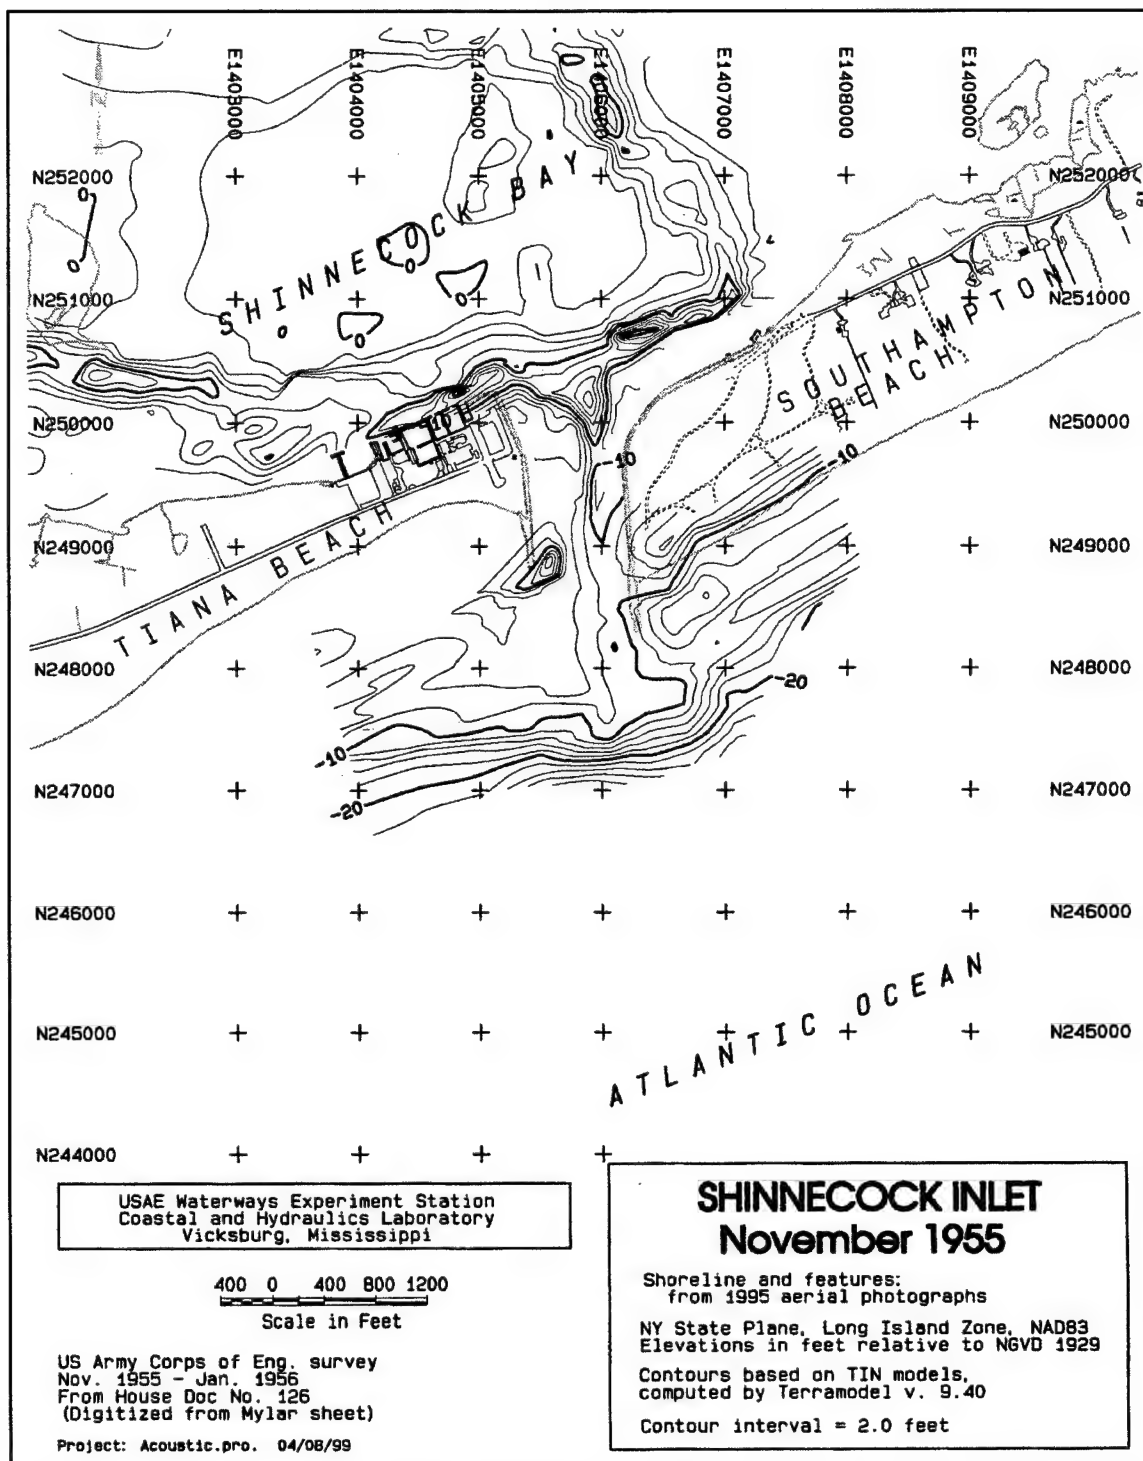 E1403000 E1404000 E1405000 E1406000 E1407000 E1408000 E1409000
N252000 N252000
SHINNECOCK BAY
0
0
0
0
0
0
N251000 N251000
SOUTHAMPTON
BEACH
N250000 N250000
-10
-10
N249000 N249000
TIANA BEACH
N248000 N248000
-20
-10
-20
N247000 N247000
N246000 N246000
ATLANTIC OCEAN
N245000 N245000
N244000
USAE Waterways Experiment Station
Coastal and Hydraulics Laboratory
Vicksburg, Mississippi
400 0 400 800 1200
Scale in Feet
US Army Corps of Eng. survey
Nov. 1955 - Jan. 1956
From House Doc No. 126
(Digitized from Mylar sheet)
Project: Acoustic.pro. 04/08/99
SHINNECOCK INLET
November 1955
Shoreline and features:
from 1995 aerial photographs
NY State Plane, Long Island Zone, NAD83
Elevations in feet relative to NGVD 1929
Contours based on TIN models,
computed by Terramodel v. 9.40
Contour interval = 2.0 feet